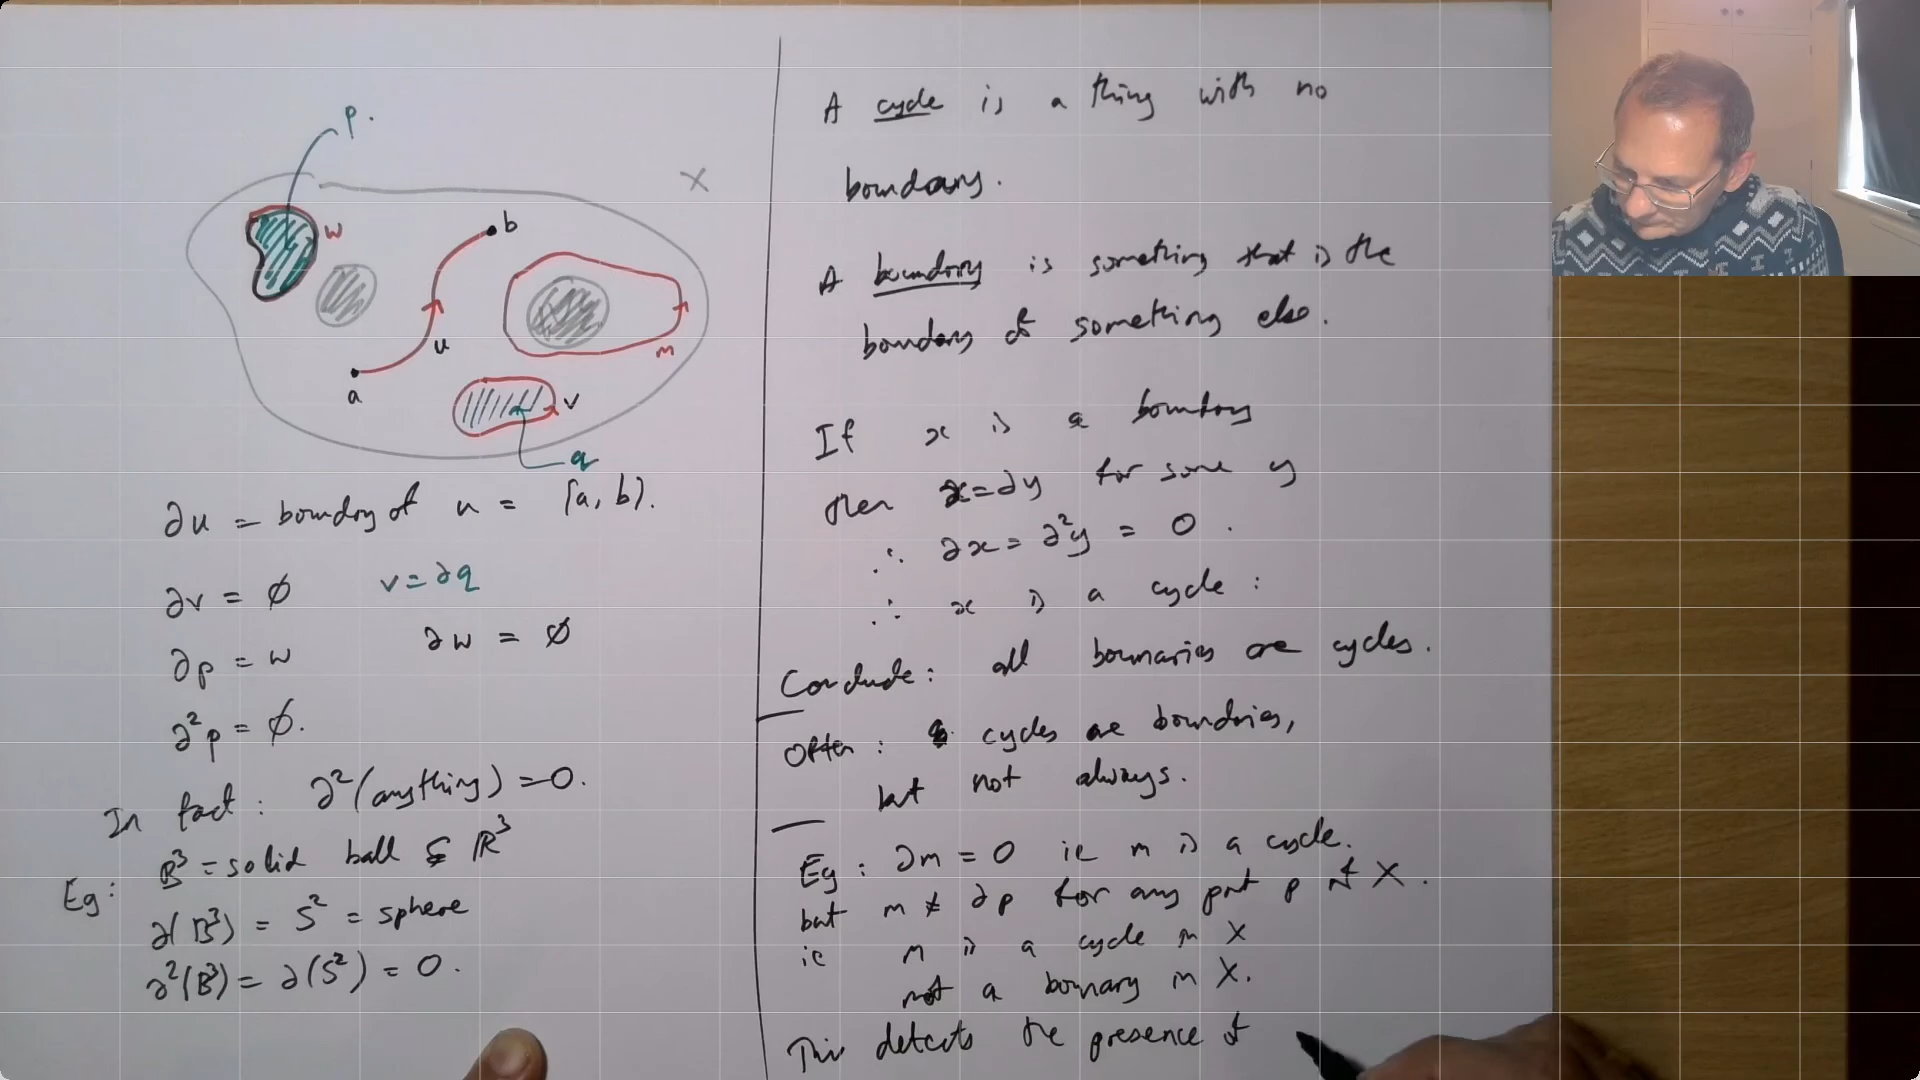 p.
X
w
b
u
m
a
v
q
∂u = boundry of u = {a, b}.
∂v = ∅ v = ∂q
∂w = ∅
∂p = w
∂²p = ∅.
In fact: ∂²(anything) = 0.
Eg: B³ = solid ball ⊆ ℝ³
∂(B³) = S² = sphere
∂²(B³) = ∂(S²) = 0.
A cycle is a thing with no
boundary.
A boundary is something that is the
boundary of something else.
If x is a boundary
then x = ∂y for some y
∴ ∂x = ∂²y = 0.
∴ x is a cycle:
Conclude: all bounaries are cycles.
Often: cycles are boundries,
but not always.
Eg: ∂m = 0 ie m is a cycle.
but m ≠ ∂p for any part p of X.
ie m is a cycle in X
not a bounary in X.
This detects the presence of